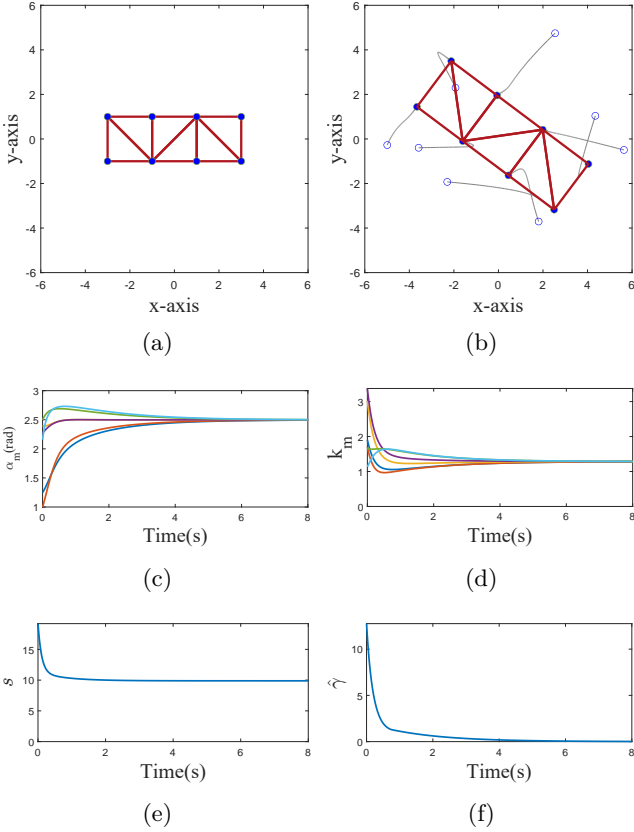 6
4
2
0
-2
-4
-6
y-axis
-6 -4 -2 0 2 4 6
x-axis
(a)
6
4
2
0
-2
-4
-6
y-axis
-6 -4 -2 0 2 4 6
x-axis
(b)
3
2.5
2
1.5
1
α_m(rad)
0 2 4 6 8
Time(s)
(c)
3
2
1
0
k_m
0 2 4 6 8
Time(s)
(d)
15
10
5
0
s
0 2 4 6 8
Time(s)
(e)
10
5
0
γ̂
0 2 4 6 8
Time(s)
(f)